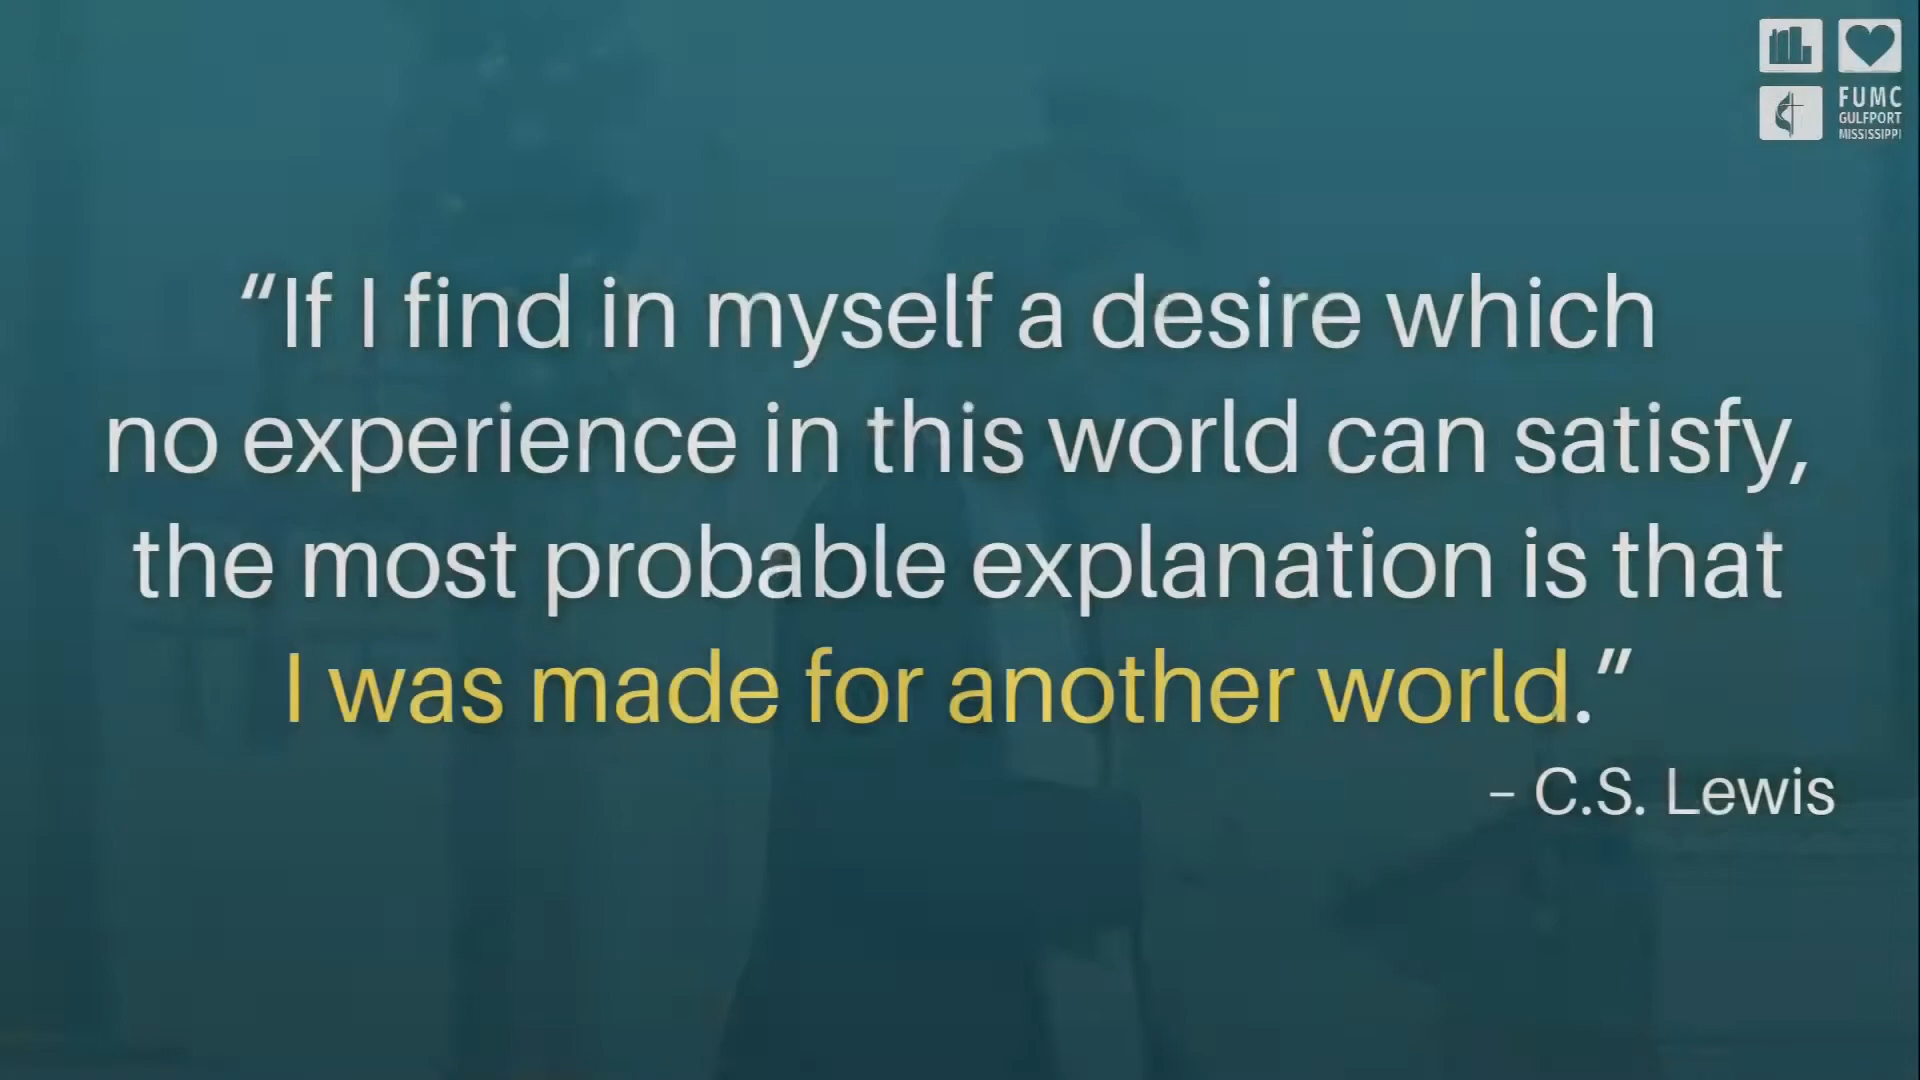 FUMC
GULFPORT
MISSISSIPPI
“If I find in myself a desire which
no experience in this world can satisfy,
the most probable explanation is that
I was made for another world.”
– C.S. Lewis